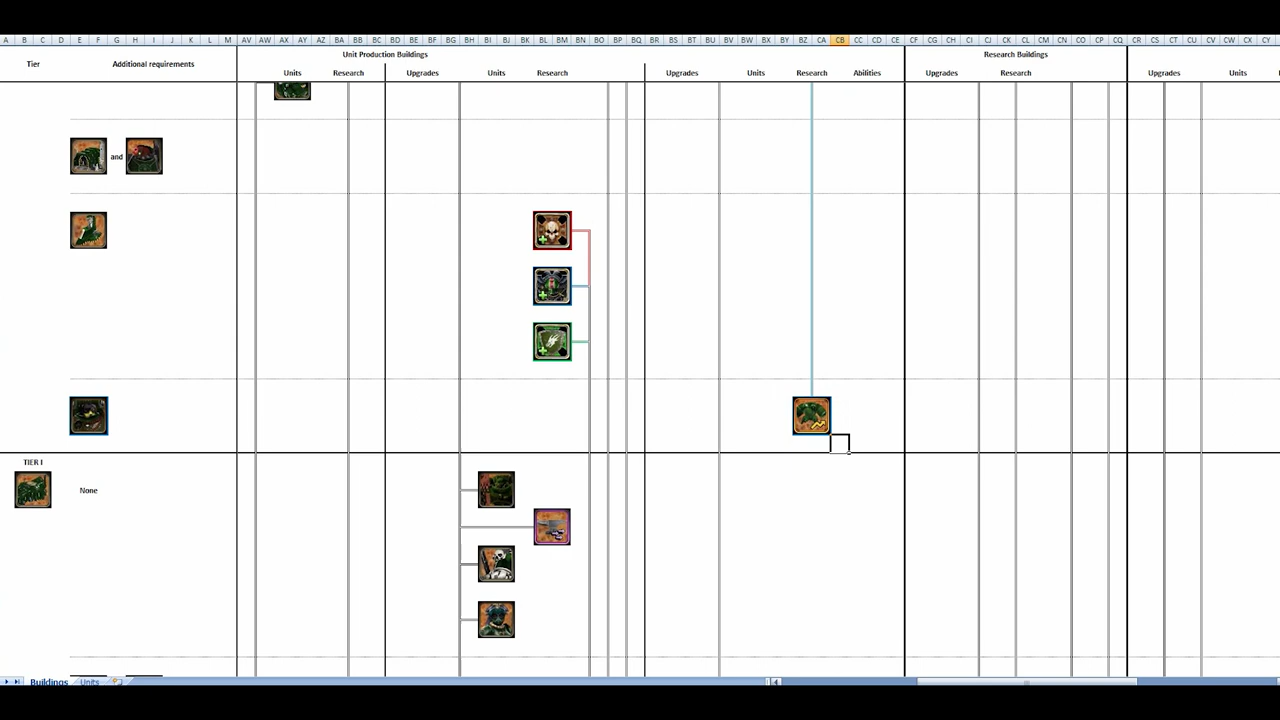 A B C D E F G H I J K L M AV AW AX AY AZ BA BB BC BD BE BF BG BH BI BJ BK BL BM BN BO BP BQ BR BS BT BU BV BW BX BY BZ CA CB CC CD CE CF CG CH CI CJ CK CL CM CN CO CP CQ CR CS CT CU CV CW CX CY
Unit Production Buildings Research Buildings
Tier Additional requirements
Units Research Upgrades Units Research Upgrades Units Research Abilities Upgrades Research Upgrades Units
and
TIER I
None
Buildings Units